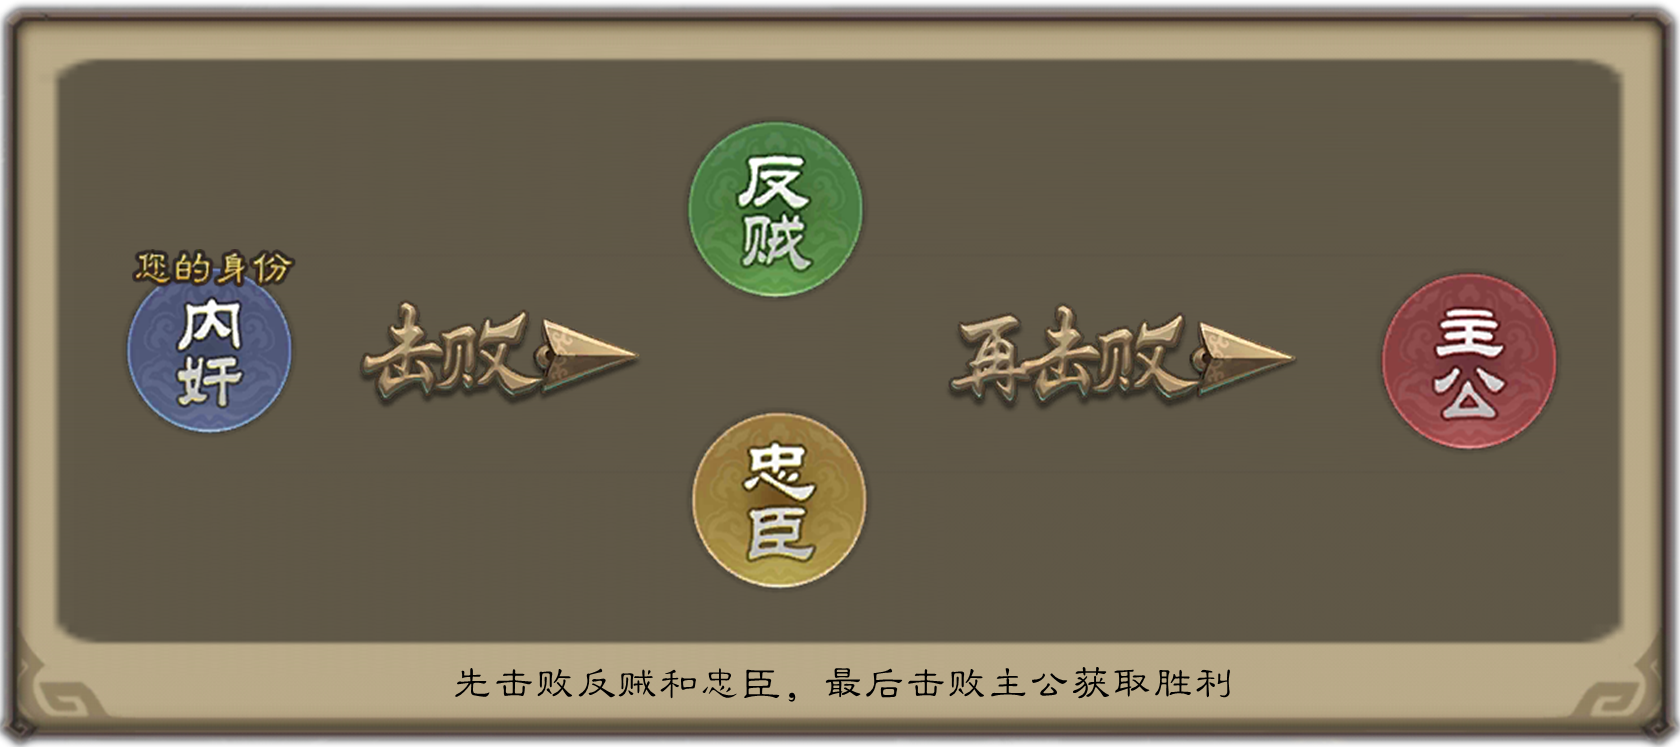 您的身份
内奸
击败
反贼
忠臣
再击败
主公
先击败反贼和忠臣，最后击败主公获取胜利